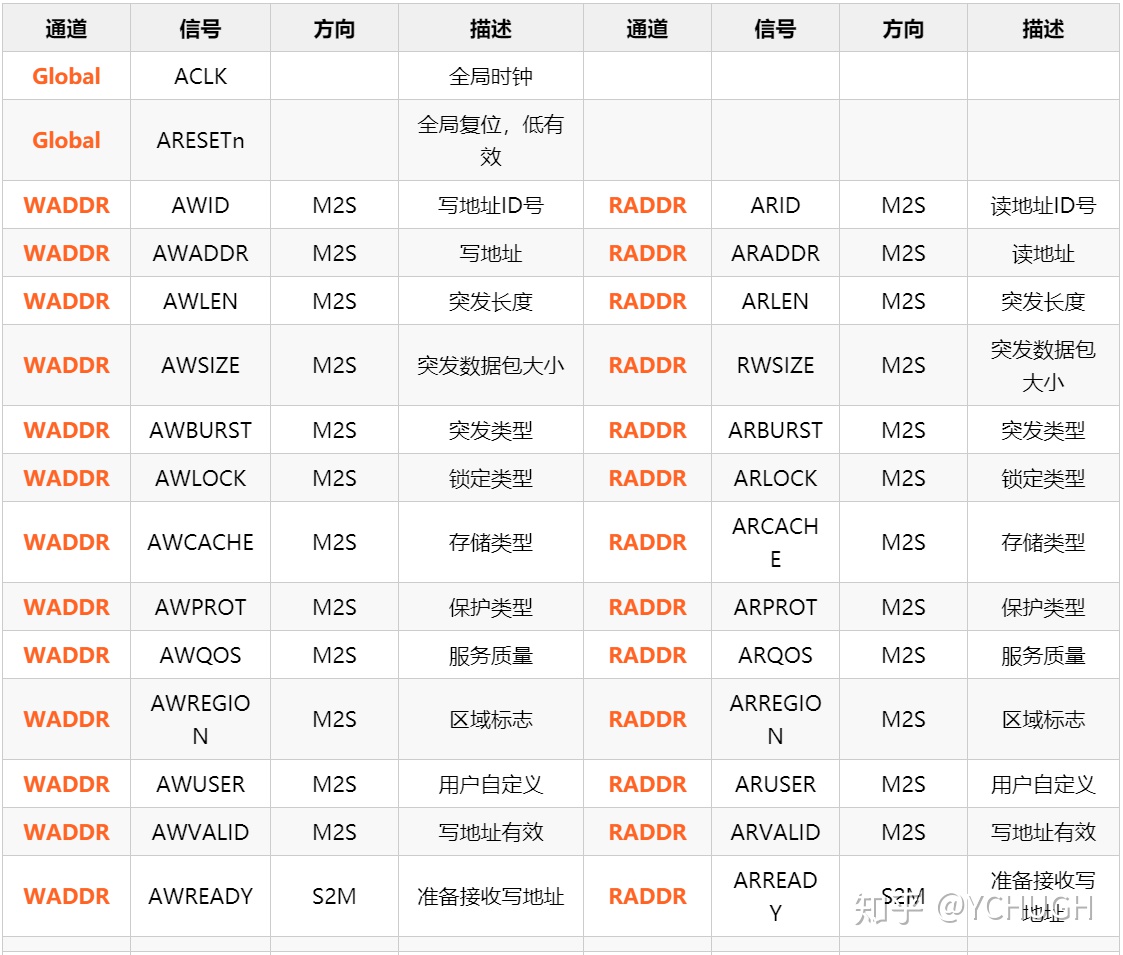 通道 信号 方向 描述 通道 信号 方向 描述
Global ACLK 全局时钟
Global ARESETn 全局复位，低有
效
WADDR AWID M2S 写地址ID号 RADDR ARID M2S 读地址ID号
WADDR AWADDR M2S 写地址 RADDR ARADDR M2S 读地址
WADDR AWLEN M2S 突发长度 RADDR ARLEN M2S 突发长度
WADDR AWSIZE M2S 突发数据包大小 RADDR RWSIZE M2S 突发数据包
大小
WADDR AWBURST M2S 突发类型 RADDR ARBURST M2S 突发类型
WADDR AWLOCK M2S 锁定类型 RADDR ARLOCK M2S 锁定类型
WADDR AWCACHE M2S 存储类型 RADDR ARCACH
E M2S 存储类型
WADDR AWPROT M2S 保护类型 RADDR ARPROT M2S 保护类型
WADDR AWQOS M2S 服务质量 RADDR ARQOS M2S 服务质量
WADDR AWREGIO
N M2S 区域标志 RADDR ARREGIO
N M2S 区域标志
WADDR AWUSER M2S 用户自定义 RADDR ARUSER M2S 用户自定义
WADDR AWVALID M2S 写地址有效 RADDR ARVALID M2S 写地址有效
WADDR AWREADY S2M 准备接收写地址 RADDR ARREAD
Y S2M 准备接收写
地址
知乎 @YCHUGH